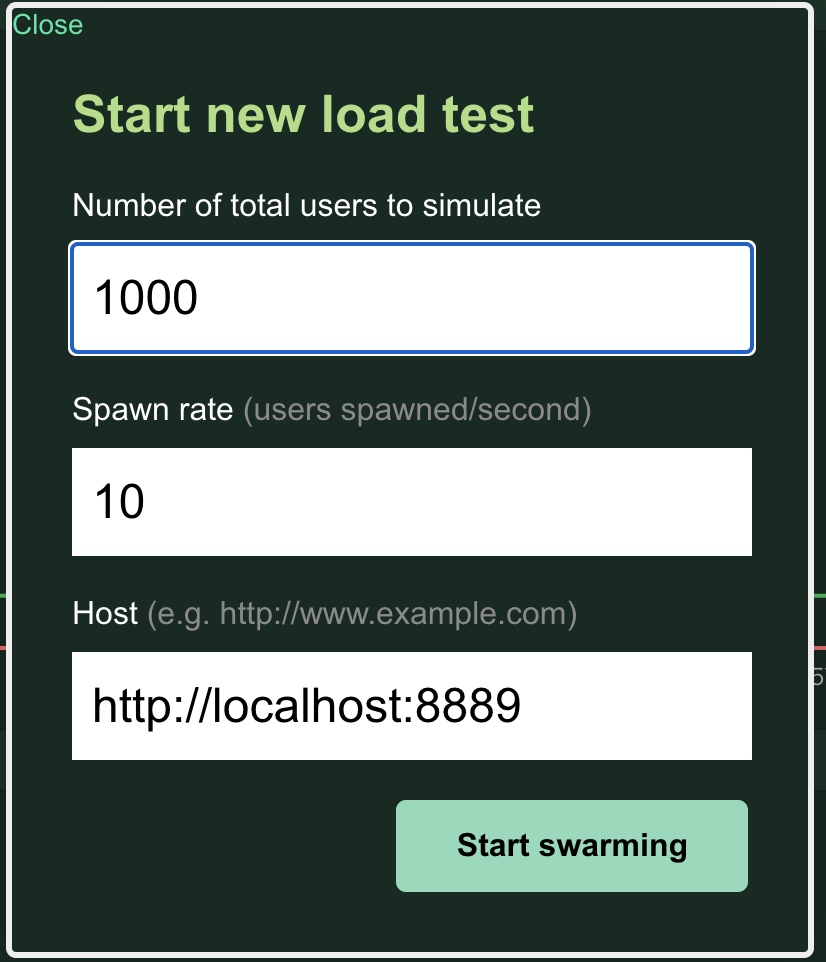 Close
Start new load test
Number of total users to simulate
1000
Spawn rate (users spawned/second)
10
Host (e.g. http://www.example.com)
http://localhost:8889
Start swarming